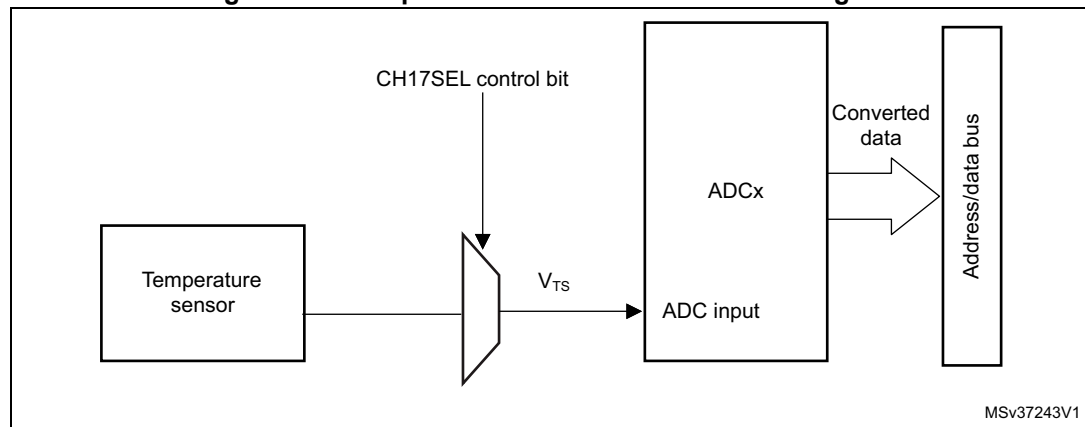 CH17SEL control bit
Converted
data
Address/data bus
ADCx
Temperature
sensor
V_TS
ADC input
MSv37243V1